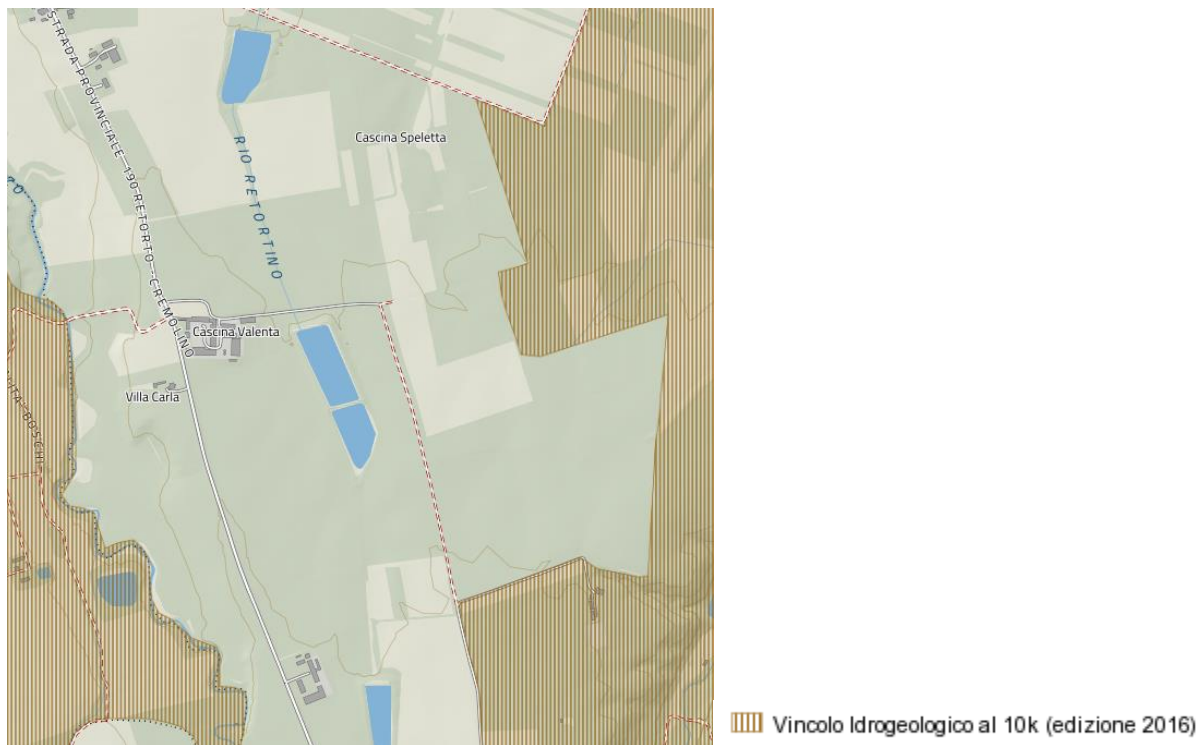 STRADA PROVINCIALE 190 RETORTO - CREMOLINO
Cascina Speletta
RIO RETORTINO
Cascina Valenta
Villa Carla
BOSCHI
Vincolo Idrogeologico al 10k (edizione 2016)